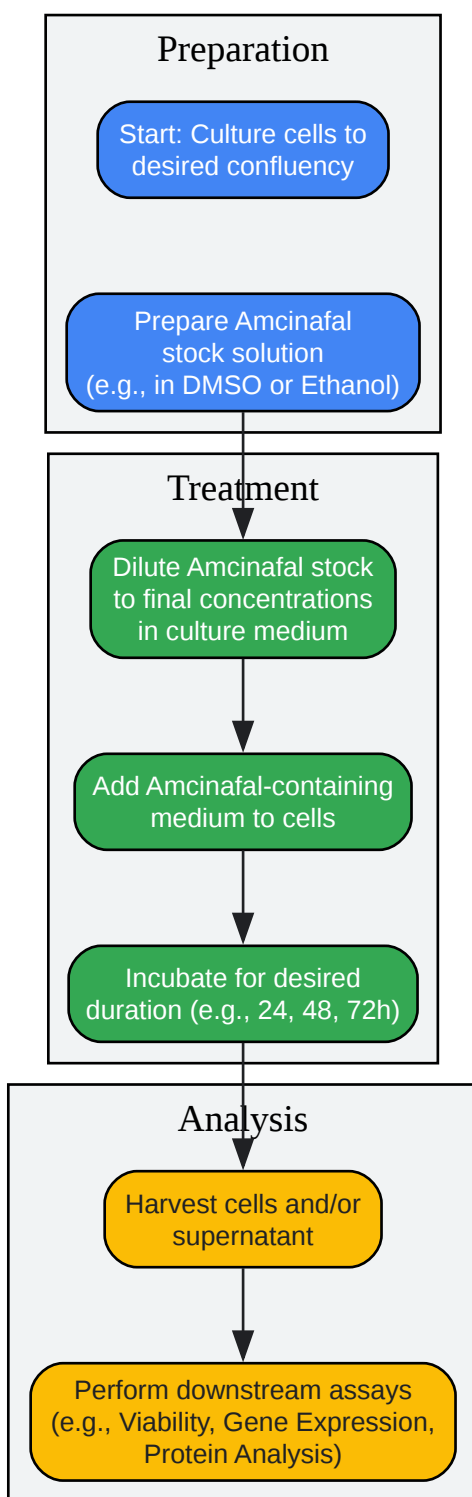 Preparation
Start: Culture cells to
desired confluency
Prepare Amcinafal
stock solution
(e.g., in DMSO or Ethanol)
Treatment
Dilute Amcinafal stock
to final concentrations
in culture medium
Add Amcinafal-containing
medium to cells
Incubate for desired
duration (e.g., 24, 48, 72h)
Analysis
Harvest cells and/or
supernatant
Perform downstream assays
(e.g., Viability, Gene Expression,
Protein Analysis)